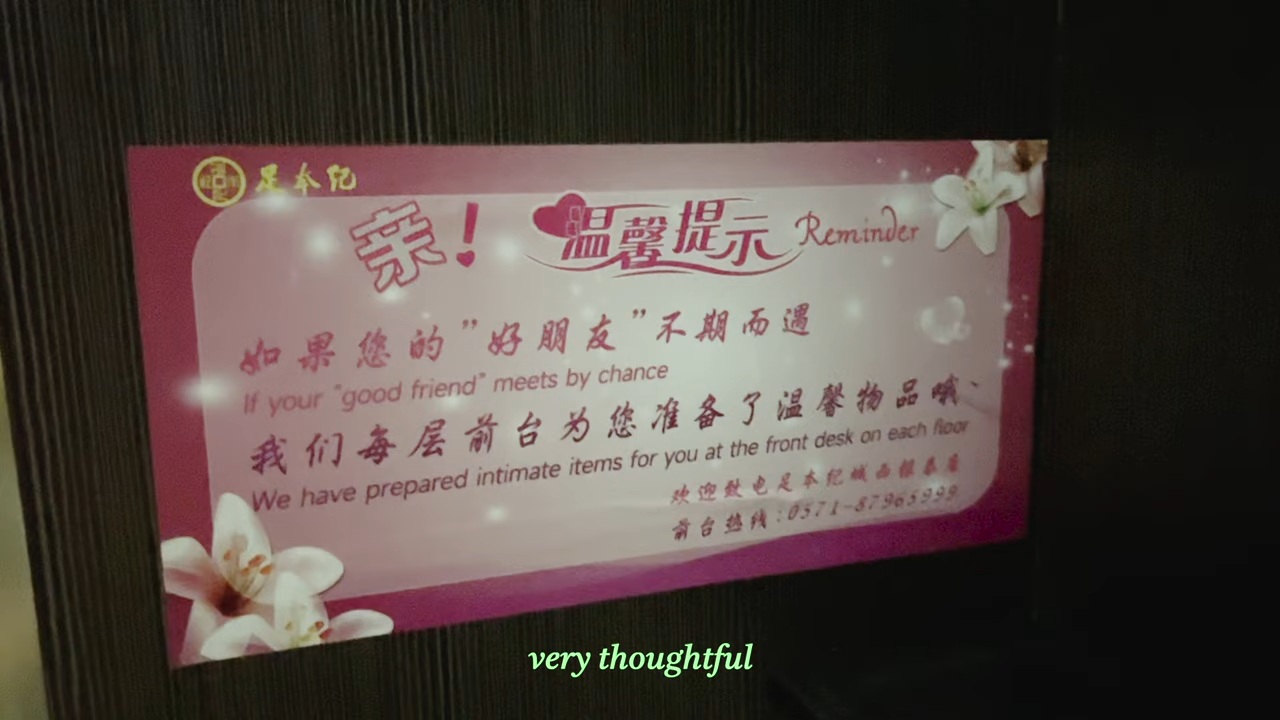 足本纪
亲！ 温馨提示 Reminder
如果您的”好朋友”不期而遇
If your "good friend" meets by chance
我们每层前台为您准备了温馨物品哦~
We have prepared intimate items for you at the front desk on each floor
欢迎致电足本纪城西银泰店
前台热线:0571-87965999
very thoughtful